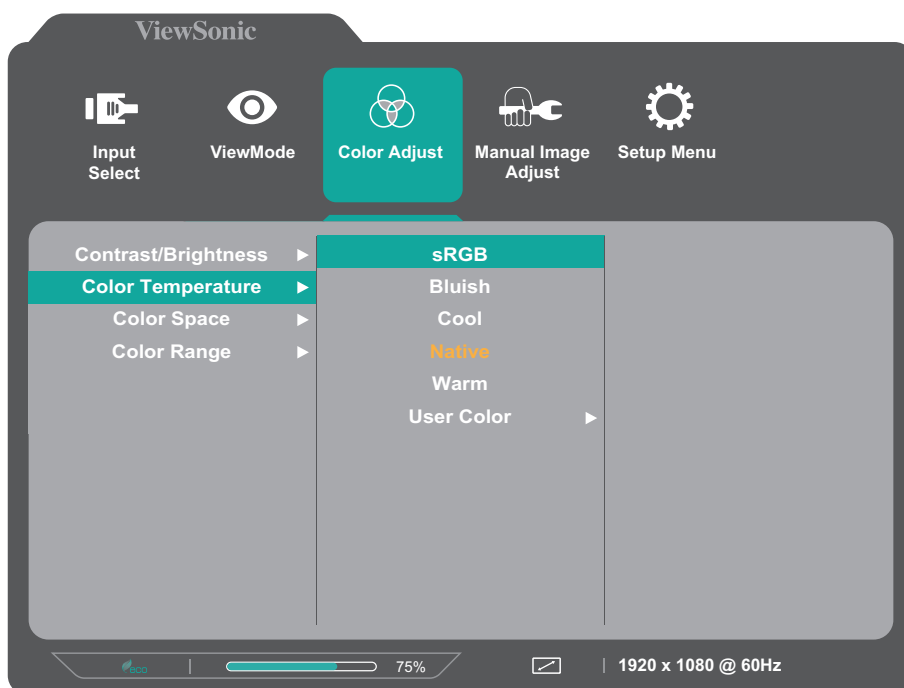 ViewSonic
Input
Select
ViewMode
Color Adjust
Manual Image
Adjust
Setup Menu
Contrast/Brightness
Color Temperature
Color Space
Color Range
sRGB
Bluish
Cool
Native
Warm
User Color
eco
75%
1920 x 1080 @ 60Hz